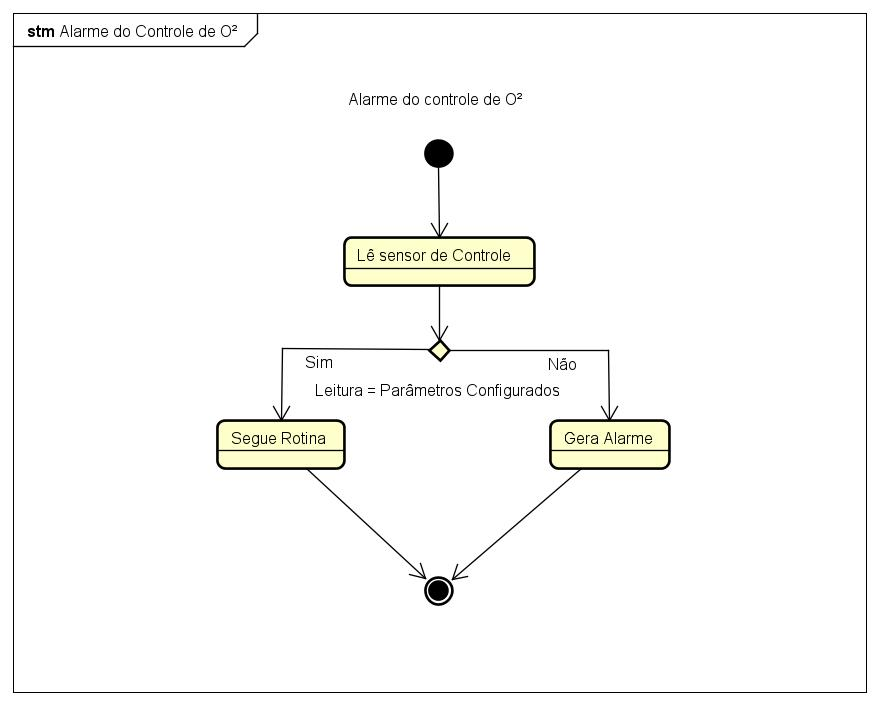 stm Alarme do Controle de O²
Alarme do controle de O²
Lê sensor de Controle
Sim
Não
Leitura = Parâmetros Configurados
Segue Rotina
Gera Alarme